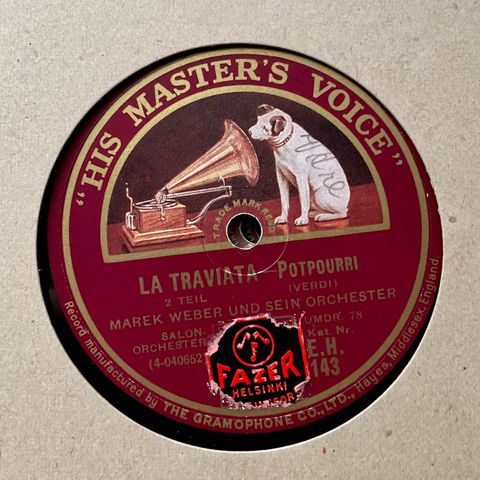 "HIS MASTER'S VOICE"
TRADE MARK REGD
LA TRAVIATA—POTPOURRI
2 TEIL (VERDI)
MAREK WEBER UND SEIN ORCHESTER
SALON- UMDR. 78
ORCHESTER Kat. Nr.
(4-040652 E.H.
143
FAZER
HELSINKI
Record manufactured by THE GRAMOPHONE CO., LTD., Hayes, Middlesex, England.